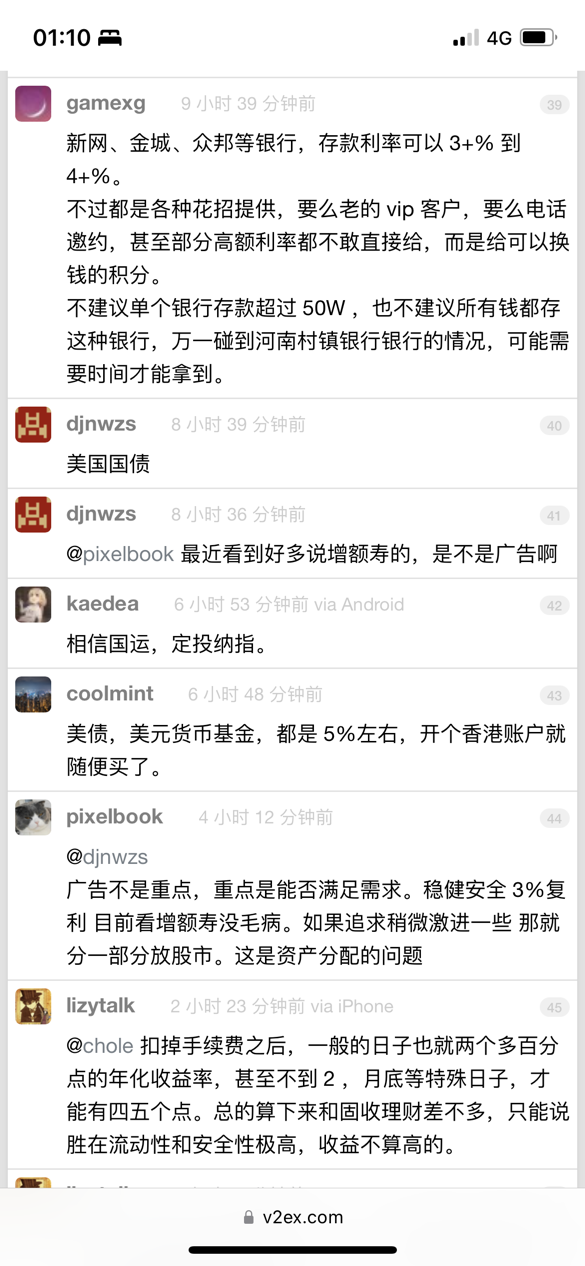 01:10
4G
gamexg 9 小时 39 分钟前 39
新网、金城、众邦等银行，存款利率可以 3+% 到
4+%。
不过都是各种花招提供，要么老的 vip 客户，要么电话
邀约，甚至部分高额利率都不敢直接给，而是给可以换
钱的积分。
不建议单个银行存款超过 50W ，也不建议所有钱都存
这种银行，万一碰到河南村镇银行银行的情况，可能需
要时间才能拿到。
djnwzs 8 小时 39 分钟前 40
美国国债
djnwzs 8 小时 36 分钟前 41
@pixelbook 最近看到好多说增额寿的，是不是广告啊
kaedea 6 小时 53 分钟前 via Android 42
相信国运，定投纳指。
coolmint 6 小时 48 分钟前 43
美债，美元货币基金，都是 5%左右，开个香港账户就
随便买了。
pixelbook 4 小时 12 分钟前 44
@djnwzs
广告不是重点，重点是能否满足需求。稳健安全 3%复
利 目前看增额寿没毛病。如果追求稍微激进一些 那就
分一部分放股市。这是资产分配的问题
lizytalk 2 小时 23 分钟前 via iPhone 45
@chole 扣掉手续费之后，一般的日子也就两个多百分
点的年化收益率，甚至不到 2 ，月底等特殊日子，才
能有四五个点。总的算下来和固收理财差不多，只能说
胜在流动性和安全性极高，收益不算高的。
v2ex.com